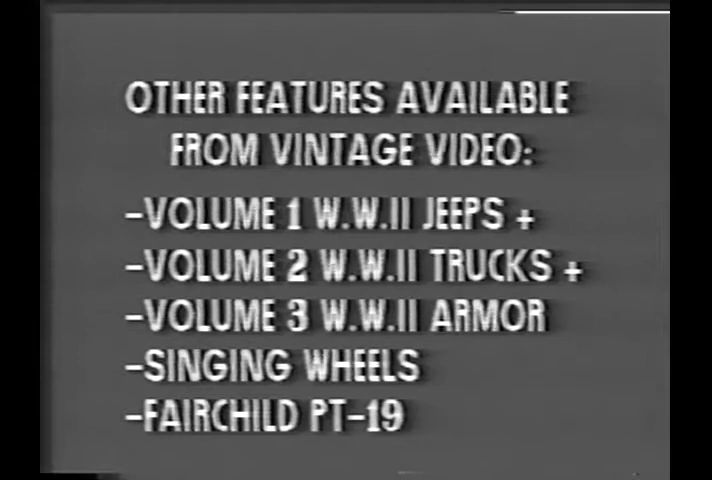 OTHER FEATURES AVAILABLE
FROM VINTAGE VIDEO:
-VOLUME 1 W.W.II JEEPS +
-VOLUME 2 W.W.II TRUCKS +
-VOLUME 3 W.W.II ARMOR
-SINGING WHEELS
-FAIRCHILD PT-19